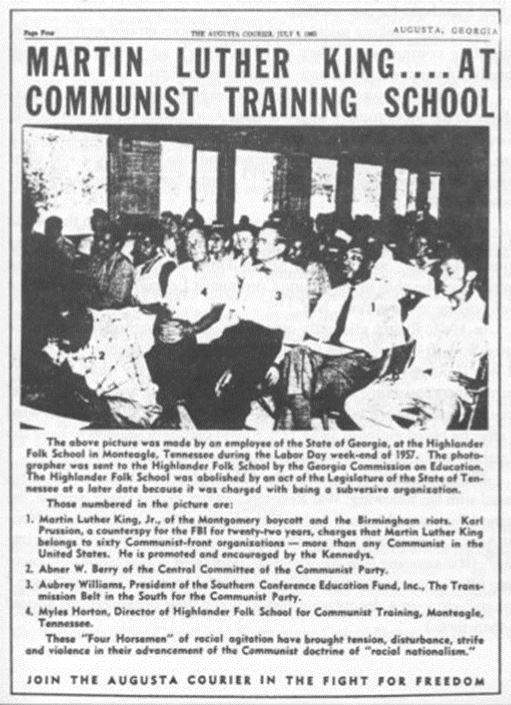 Page Four
THE AUGUSTA COURIER, JULY 8, 1963
AUGUSTA, GEORGIA
MARTIN LUTHER KING....AT
COMMUNIST TRAINING SCHOOL
4
3
1
2
The above picture was made by an employee of the State of Georgia, at the Highlander
Folk School in Monteagle, Tennessee during the Labor Day week-end of 1957. The photo-
grapher was sent to the Highlander Folk School by the Georgia Commission on Education.
The Highlander Folk School was abolished by an act of the Legislature of the State of Ten-
nessee at a later date because it was charged with being a subversive organization.
Those numbered in the picture are:
1. Martin Luther King, Jr., of the Montgomery boycott and the Birmingham riots. Karl
Prussion, a counterspy for the FBI for twenty-two years, charges that Martin Luther King
belongs to sixty Communist-front organizations — more than any Communist in the
United States. He is promoted and encouraged by the Kennedys.
2. Abner W. Berry of the Central Committee of the Communist Party.
3. Aubrey Williams, President of the Southern Conference Education Fund, Inc., The Trans-
mission Belt in the South for the Communist Party.
4. Myles Horton, Director of Highlander Folk School for Communist Training, Monteagle,
Tennessee.
These "Four Horsemen" of racial agitation have brought tension, disturbance, strife
and violence in their advancement of the Communist doctrine of "racial nationalism."
JOIN THE AUGUSTA COURIER IN THE FIGHT FOR FREEDOM